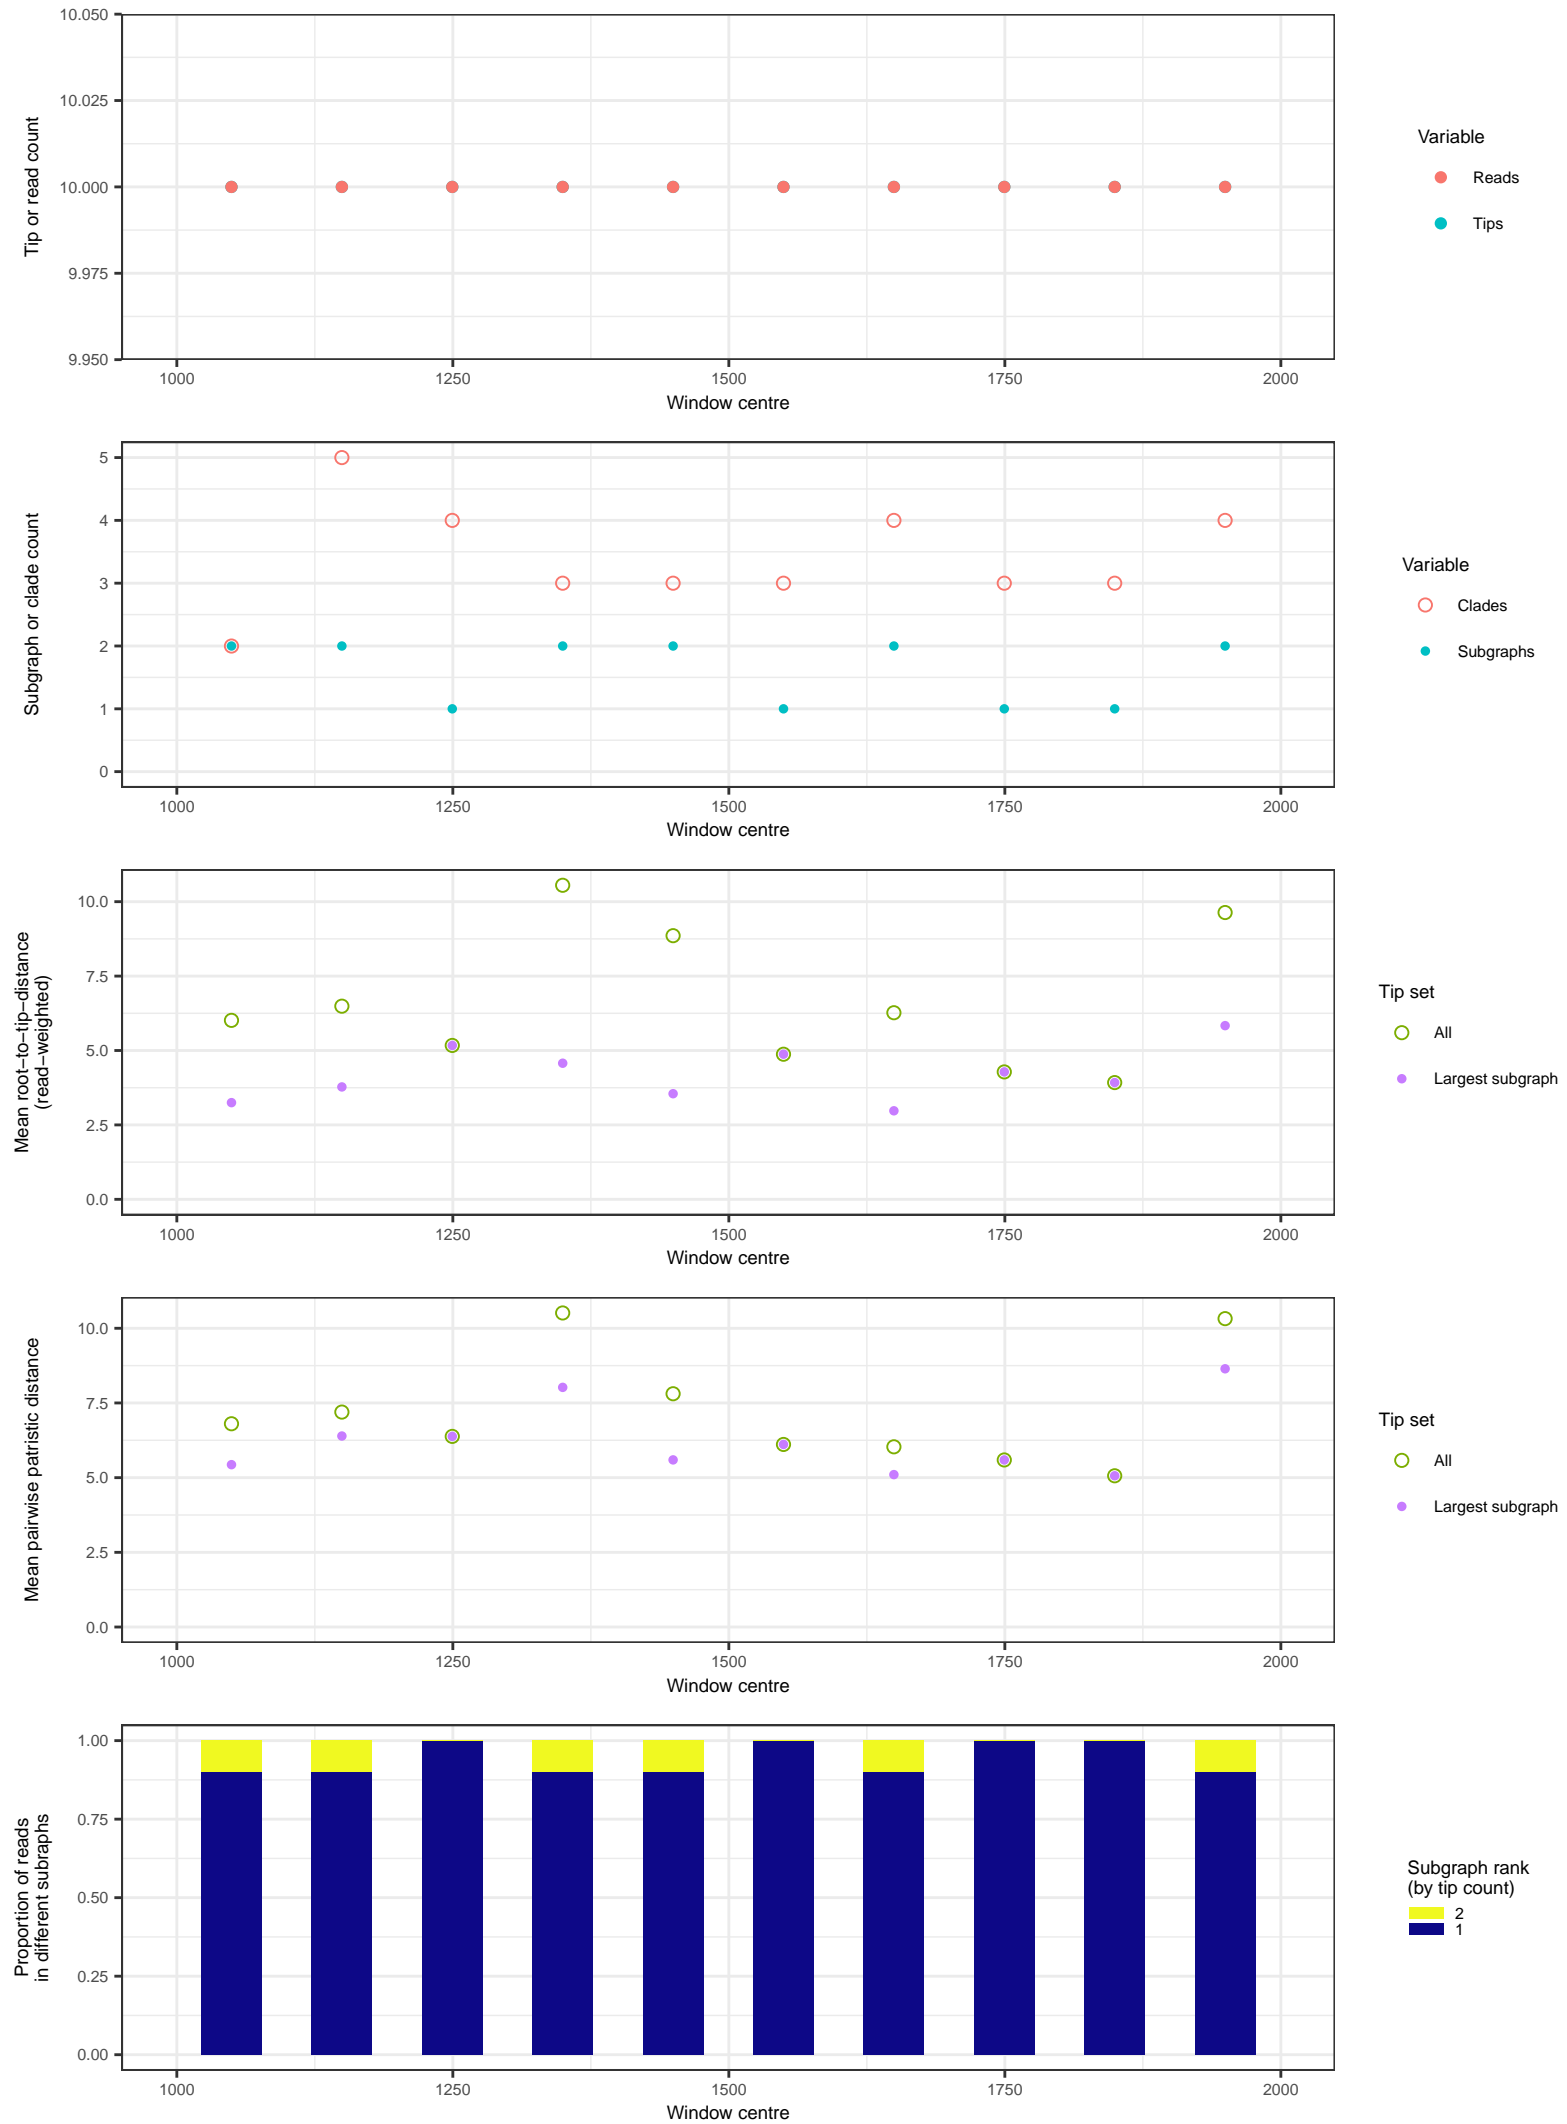 10.050
10.025
10.000
9.975
9.950
Tip or read count
1000 1250 1500 1750 2000
Window centre
Variable
Reads
Tips
5
4
3
2
1
0
Subgraph or clade count
1000 1250 1500 1750 2000
Window centre
Variable
Clades
Subgraphs
10.0
7.5
5.0
2.5
0.0
Mean root−to−tip−distance
(read−weighted)
1000 1250 1500 1750 2000
Window centre
Tip set
All
Largest subgraph
10.0
7.5
5.0
2.5
0.0
Mean pairwise patristic distance
1000 1250 1500 1750 2000
Window centre
Tip set
All
Largest subgraph
1.00
0.75
0.50
0.25
0.00
Proportion of reads
in different subraphs
1000 1250 1500 1750 2000
Window centre
Subgraph rank
(by tip count)
2
1